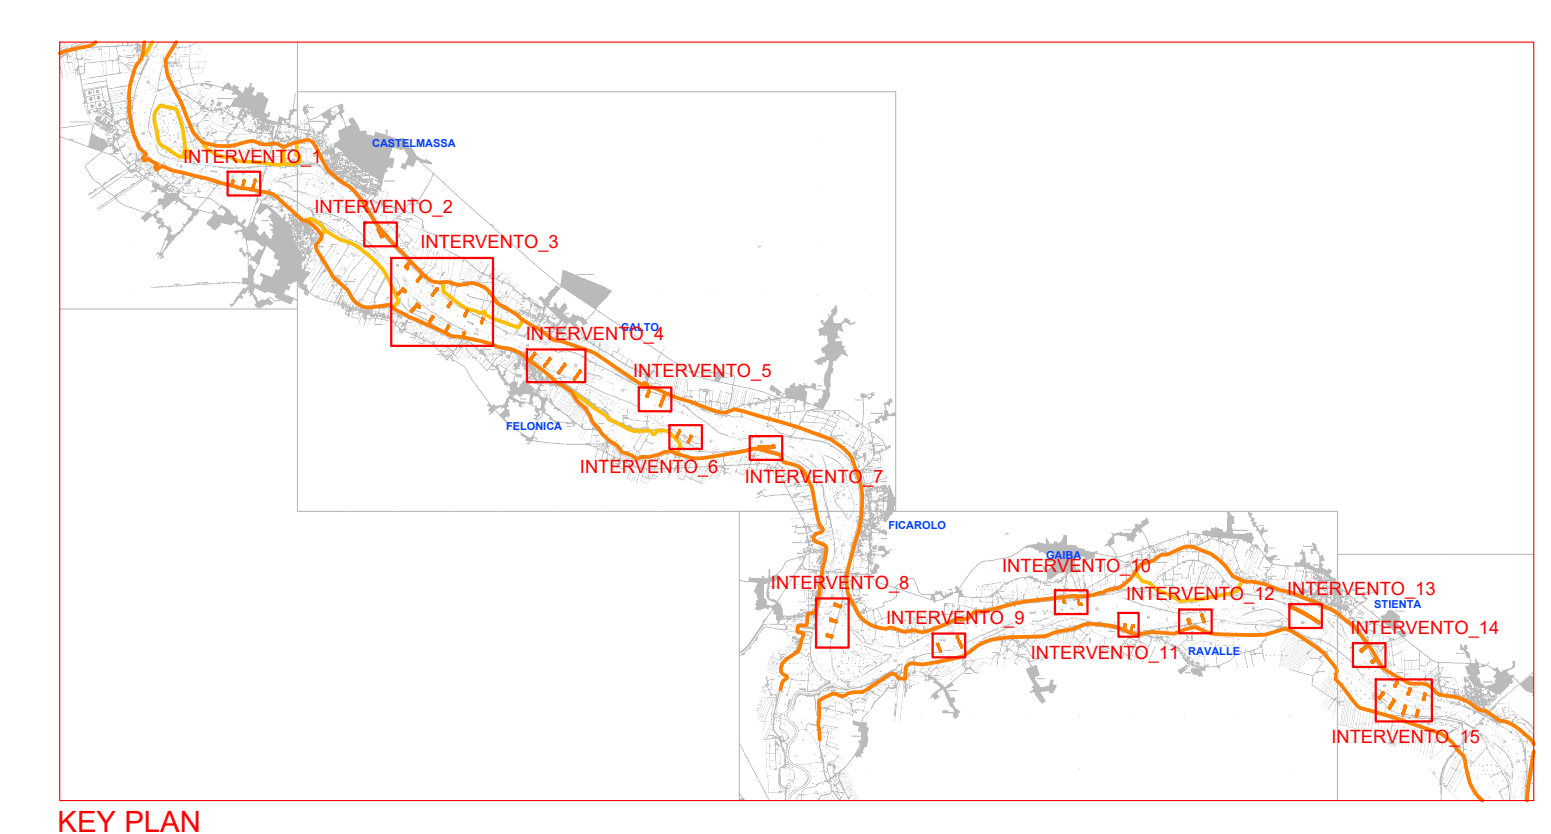 CASTELMASSA
INTERVENTO_1
INTERVENTO_2
INTERVENTO_3
CALTO
INTERVENTO_4
INTERVENTO_5
FELONICA
INTERVENTO_6
INTERVENTO_7
FICAROLO
GAIBA
INTERVENTO_10
INTERVENTO_8
INTERVENTO_12
INTERVENTO_13
STIENTA
INTERVENTO_9
INTERVENTO_14
INTERVENTO_11
RAVALLE
INTERVENTO_15
KEY PLAN